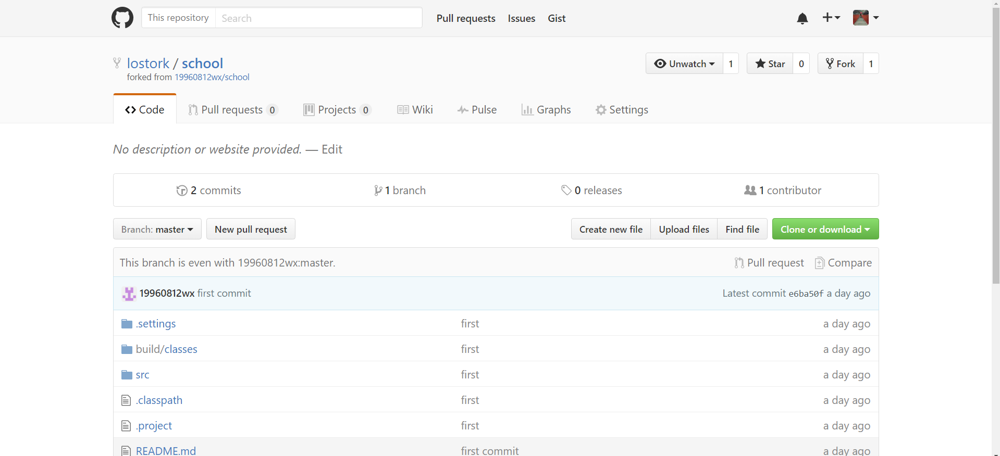 This repository Search Pull requests Issues Gist
lostork / school Unwatch 1 Star 0 Fork 1
forked from 19960812wx/school
Code Pull requests 0 Projects 0 Wiki Pulse Graphs Settings
No description or website provided. — Edit
2 commits 1 branch 0 releases 1 contributor
Branch: master New pull request Create new file Upload files Find file Clone or download
This branch is even with 19960812wx:master. Pull request Compare
19960812wx first commit Latest commit e6ba50f a day ago
.settings first a day ago
build/classes first a day ago
src first a day ago
.classpath first a day ago
.project first a day ago
README.md first commit a day ago